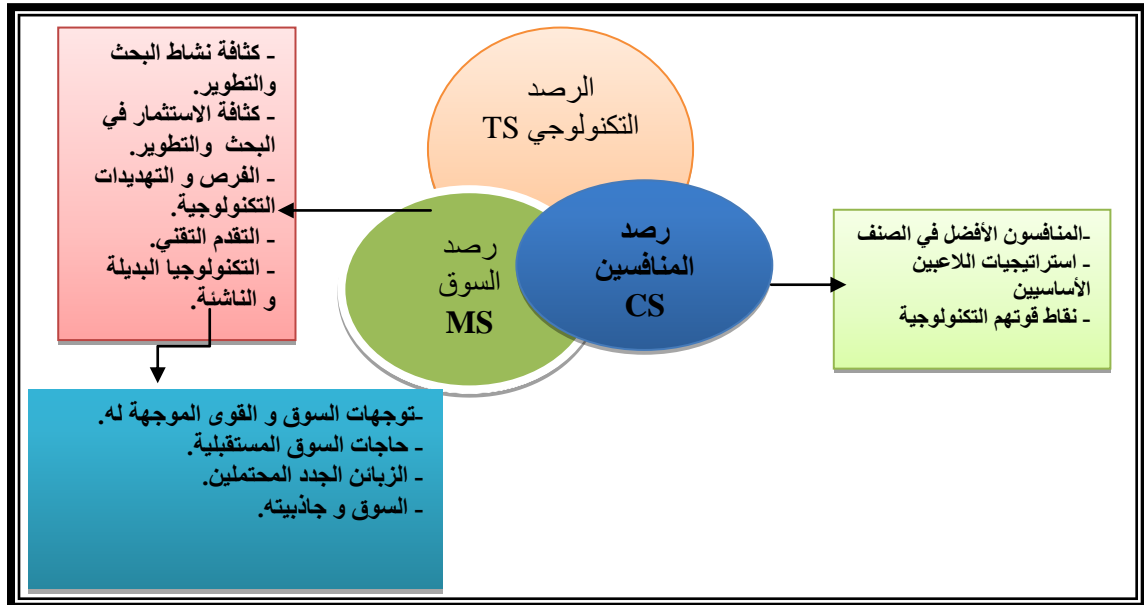 الرصد
التكنولوجي TS
رصد
المنافسين
CS
رصد
السوق
MS
- كثافة نشاط البحث
والتطوير.
- كثافة الاستثمار في
البحث والتطوير.
- الفرص و التهديدات
التكنولوجية.
- التقدم التقني.
- التكنولوجيا البديلة
و الناشئة.
-المنافسون الأفضل في الصنف
- استراتيجيات اللاعبين
الأساسيين
- نقاط قوتهم التكنولوجية
-توجهات السوق و القوى الموجهة له.
- حاجات السوق المستقبلية.
- الزبائن الجدد المحتملين.
- السوق و جاذبيته.